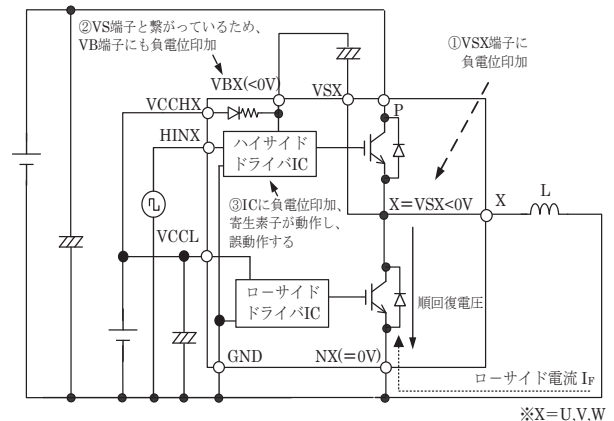 ②VS端子と繋がっているため、
VB端子にも負電位印加
①VSX端子に
負電位印加
VBX(<0V)
VSX
VCCHX
P
HINX
ハイサイド
ドライバIC
③ICに負電位印加、
寄生素子が動作し、
誤動作する
X=VSX<0V
X
L
VCCL
ローサイド
ドライバIC
順回復電圧
GND
NX(=0V)
ローサイド電流 IF
※X=U,V,W